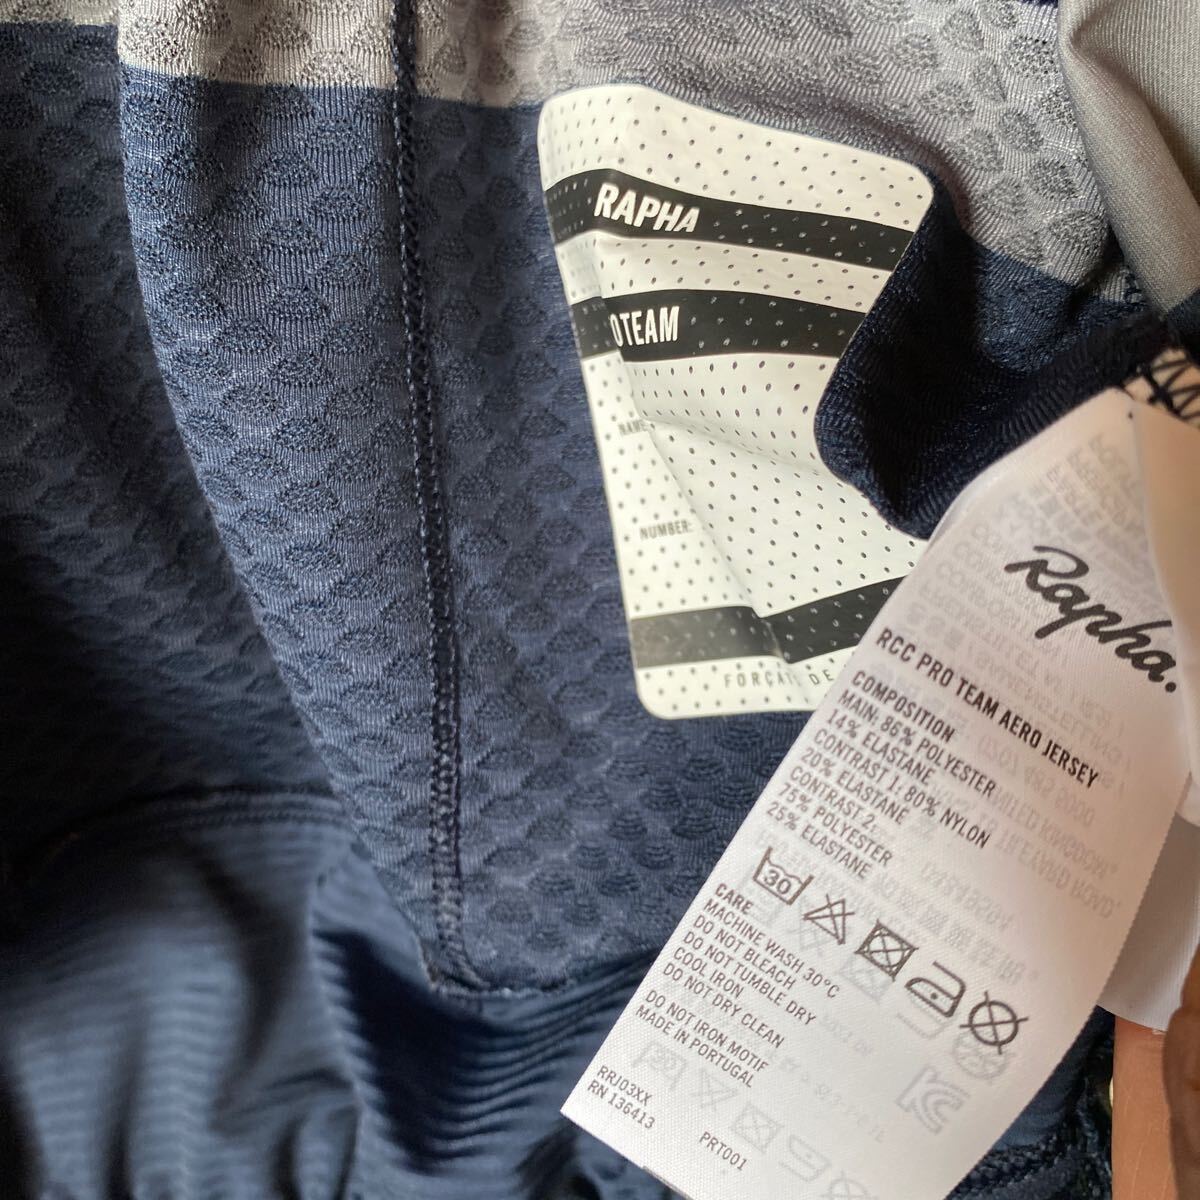 RAPHA
O TEAM
NAME
NUMBER:
FORÇAT DE
Rapha.
RCC PRO TEAM AERO JERSEY
COMPOSITION
MAIN: 86% POLYESTER
14% ELASTANE
CONTRAST 1: 80% NYLON
20% ELASTANE
CONTRAST 2:
75% POLYESTER
25% ELASTANE
30
CARE
MACHINE WASH 30°C
DO NOT BLEACH
DO NOT TUMBLE DRY
COOL IRON
DO NOT DRY CLEAN
DO NOT IRON MOTIF
MADE IN PORTUGAL
RRJ03XX
RN 136413
PRT001